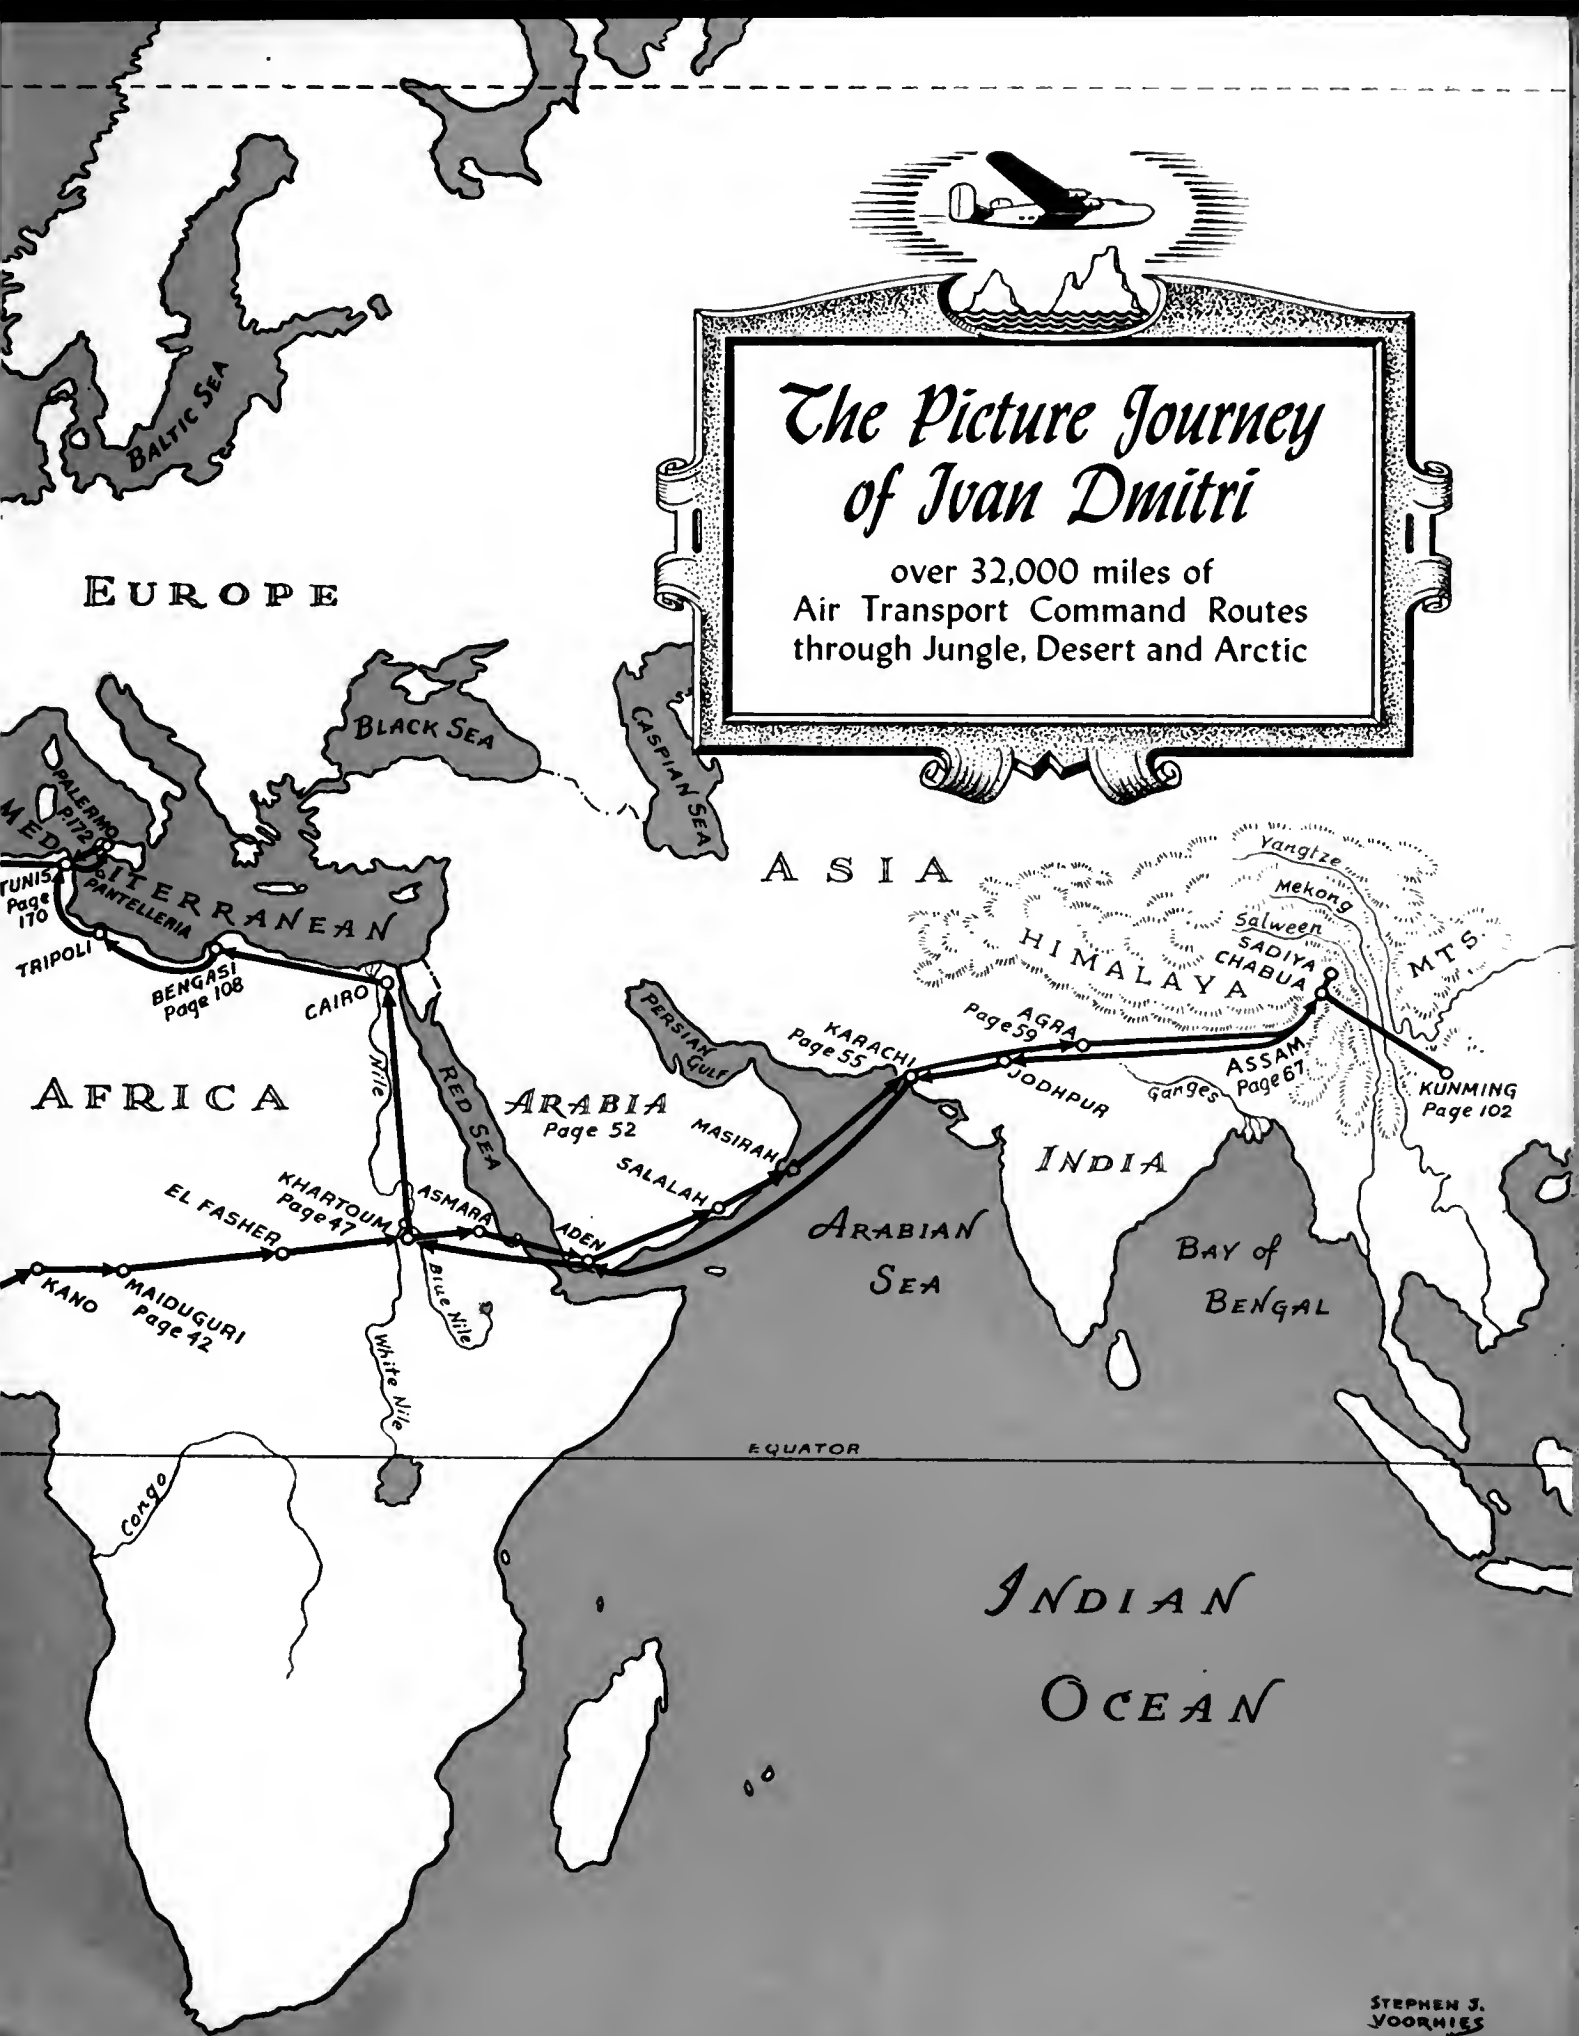 The Picture Journey
of Ivan Dmitri
over 32,000 miles of
Air Transport Command Routes
through Jungle, Desert and Arctic
BALTIC SEA
EUROPE
BLACK SEA
CASPIAN SEA
ASIA
PALERMO
P.172
MEDITERRANEAN
TUNIS
Page
170
PANTELLERIA
TRIPOLI
BENGASI
Page 108
CAIRO
Yangtze
Mekong
Salween
SADIYA
CHABUA
HIMALAYA
MTS.
PERSIAN
GULF
KARACHI
Page 55
AGRA
Page 59
JODHPUR
Ganges
ASSAM
Page 67
KUNMING
Page 102
AFRICA
Nile
RED SEA
ARABIA
Page 52
MASIRAH
SALALAH
INDIA
EL FASHER
KHARTOUM
Page 47
ASMARA
ADEN
ARABIAN
SEA
BAY of
BENGAL
KANO
MAIDUGURI
Page 42
Blue Nile
White Nile
EQUATOR
Congo
INDIAN
OCEAN
STEPHEN J.
VOORHIES